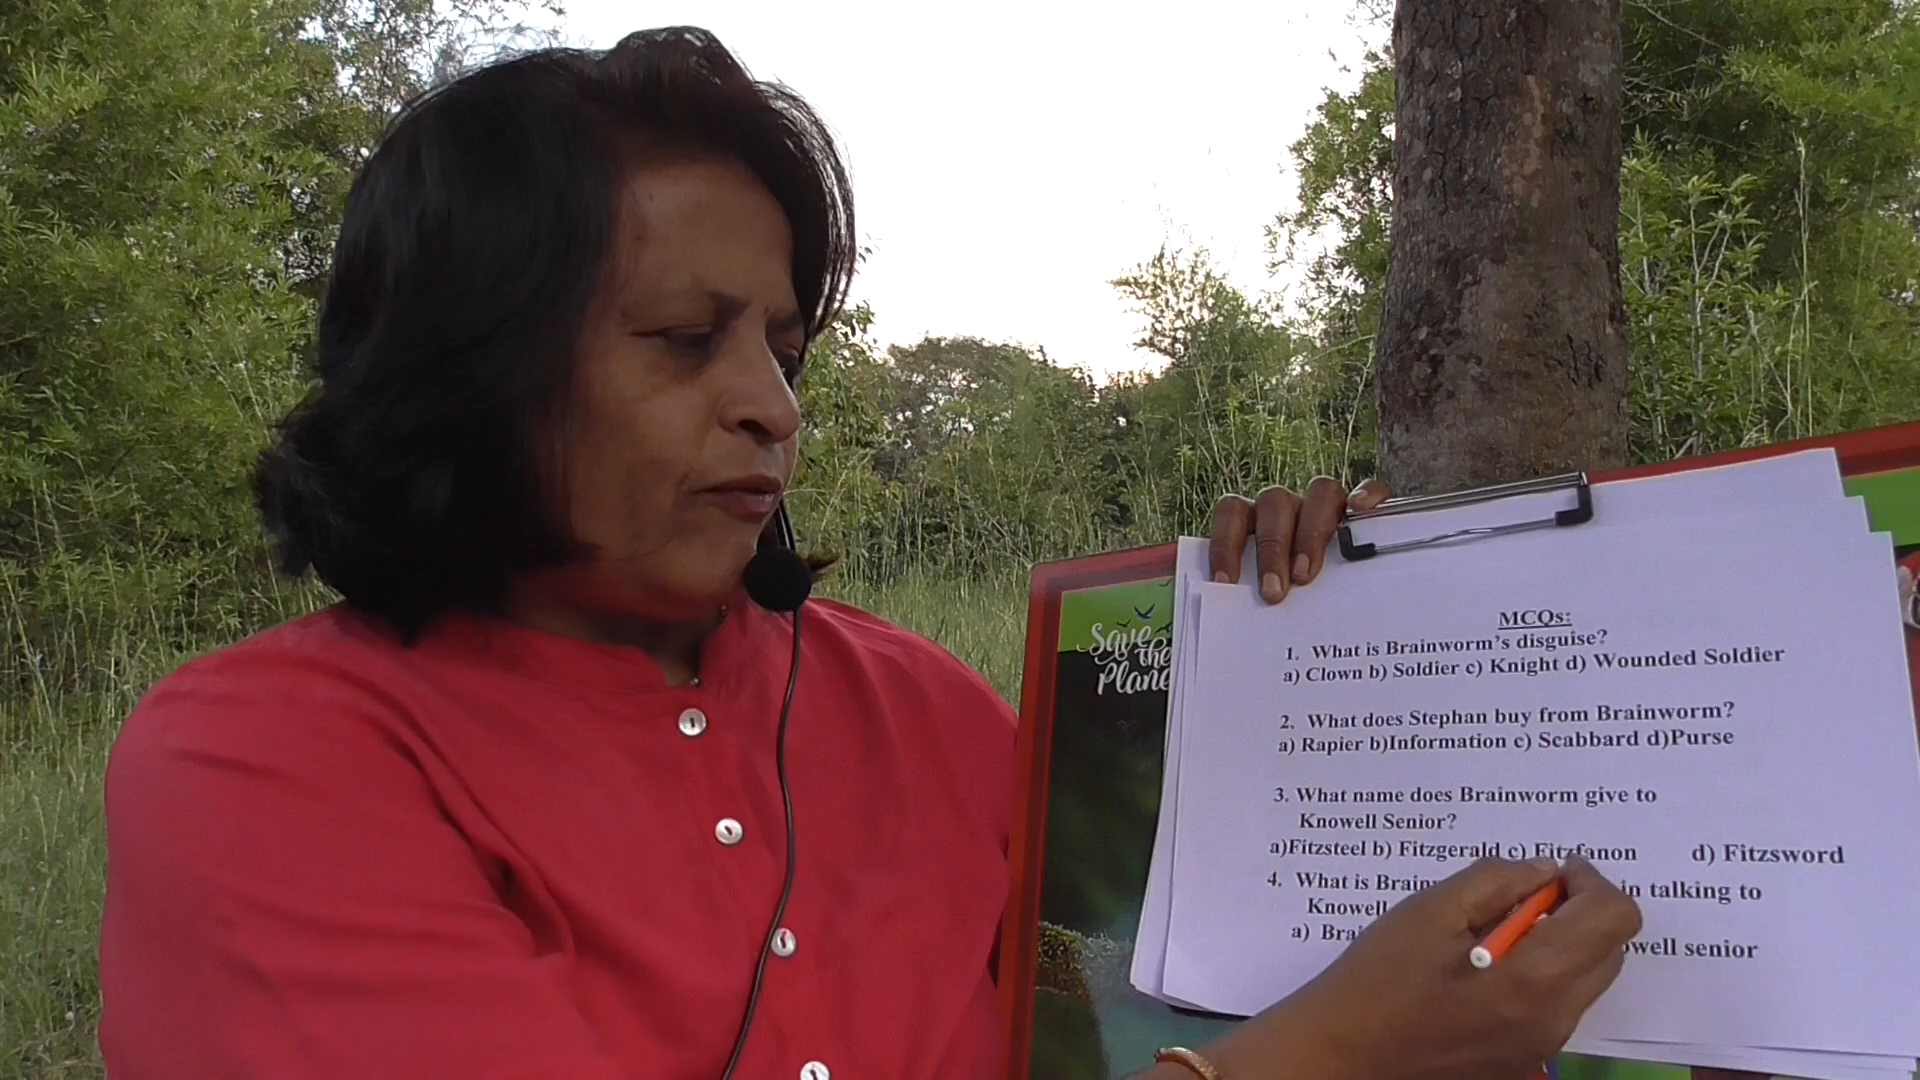 Save
the
Plane
MCQs:
1. What is Brainworm's disguise?
a) Clown b) Soldier c) Knight d) Wounded Soldier
2. What does Stephan buy from Brainworm?
a) Rapier b)Information c) Scabbard d)Purse
3. What name does Brainworm give to
Knowell Senior?
a)Fitzsteel b) Fitzgerald c) Fitzfanon d) Fitzsword
4. What is Brain in talking to
Knowell
a) Bra well senior